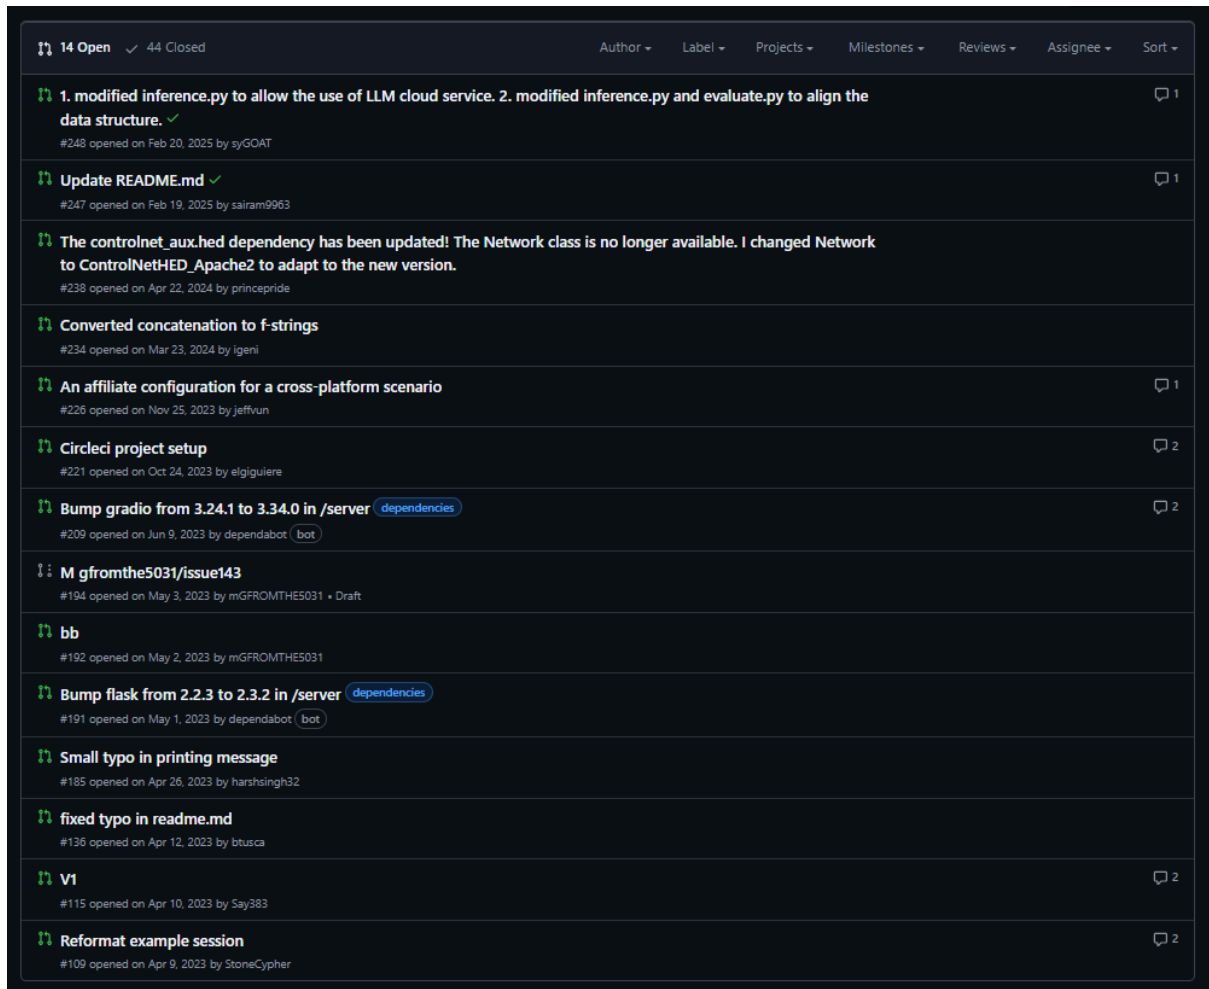 14 Open 44 Closed Author Label Projects Milestones Reviews Assignee Sort
1. modified inference.py to allow the use of LLM cloud service. 2. modified inference.py and evaluate.py to align the 1
data structure.
#248 opened on Feb 20, 2025 by syGOAT
Update README.md 1
#247 opened on Feb 19, 2025 by sairam9963
The controlnet_aux.hed dependency has been updated! The Network class is no longer available. I changed Network
to ControlNetHED_Apache2 to adapt to the new version.
#238 opened on Apr 22, 2024 by princepride
Converted concatenation to f-strings
#234 opened on Mar 23, 2024 by igeni
An affiliate configuration for a cross-platform scenario 1
#226 opened on Nov 25, 2023 by jeffvun
Circleci project setup 2
#221 opened on Oct 24, 2023 by elgiguiere
Bump gradio from 3.24.1 to 3.34.0 in /server dependencies 2
#209 opened on Jun 9, 2023 by dependabot bot
M gfromthe5031/issue143
#194 opened on May 3, 2023 by mGFROMTHE5031 • Draft
bb
#192 opened on May 2, 2023 by mGFROMTHE5031
Bump flask from 2.2.3 to 2.3.2 in /server dependencies
#191 opened on May 1, 2023 by dependabot bot
Small typo in printing message
#185 opened on Apr 26, 2023 by harshsingh32
fixed typo in readme.md
#136 opened on Apr 12, 2023 by btusca
V1 2
#115 opened on Apr 10, 2023 by Say383
Reformat example session 2
#109 opened on Apr 9, 2023 by StoneCypher